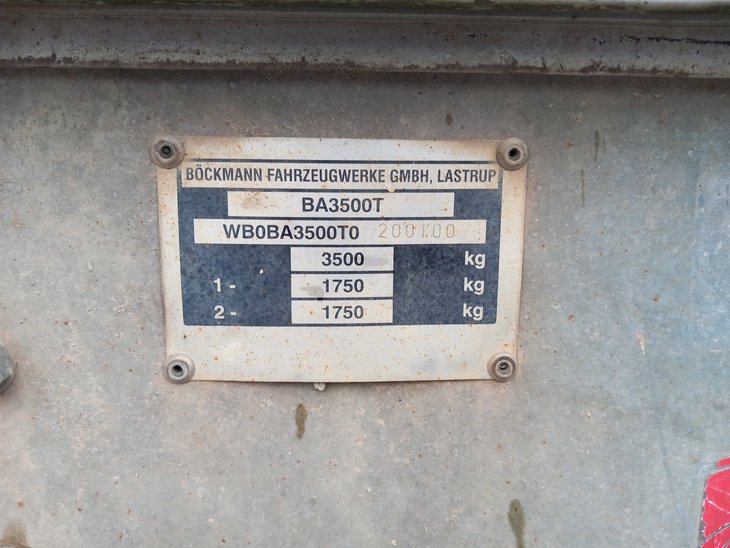 BÖCKMANN FAHRZEUGWERKE GMBH, LASTRUP
BA3500T
WB0BA3500T0 200100
3500 kg
1 - 1750 kg
2 - 1750 kg